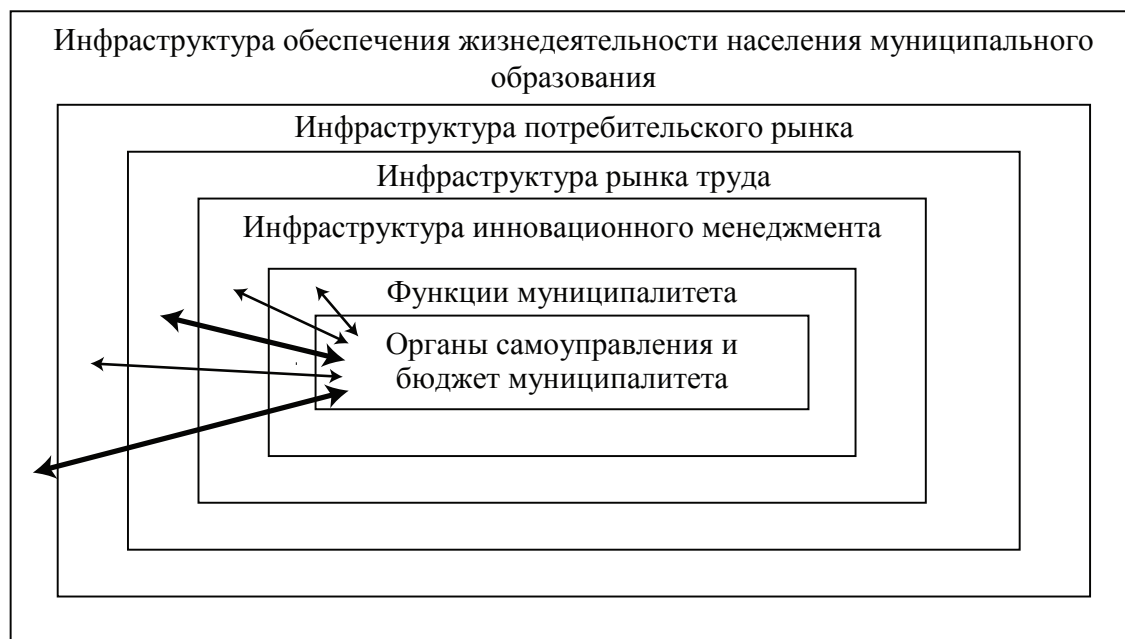 Инфраструктура обеспечения жизнедеятельности населения муниципального
образования
Инфраструктура потребительского рынка
Инфраструктура рынка труда
Инфраструктура инновационного менеджмента
Функции муниципалитета
Органы самоуправления и
бюджет муниципалитета